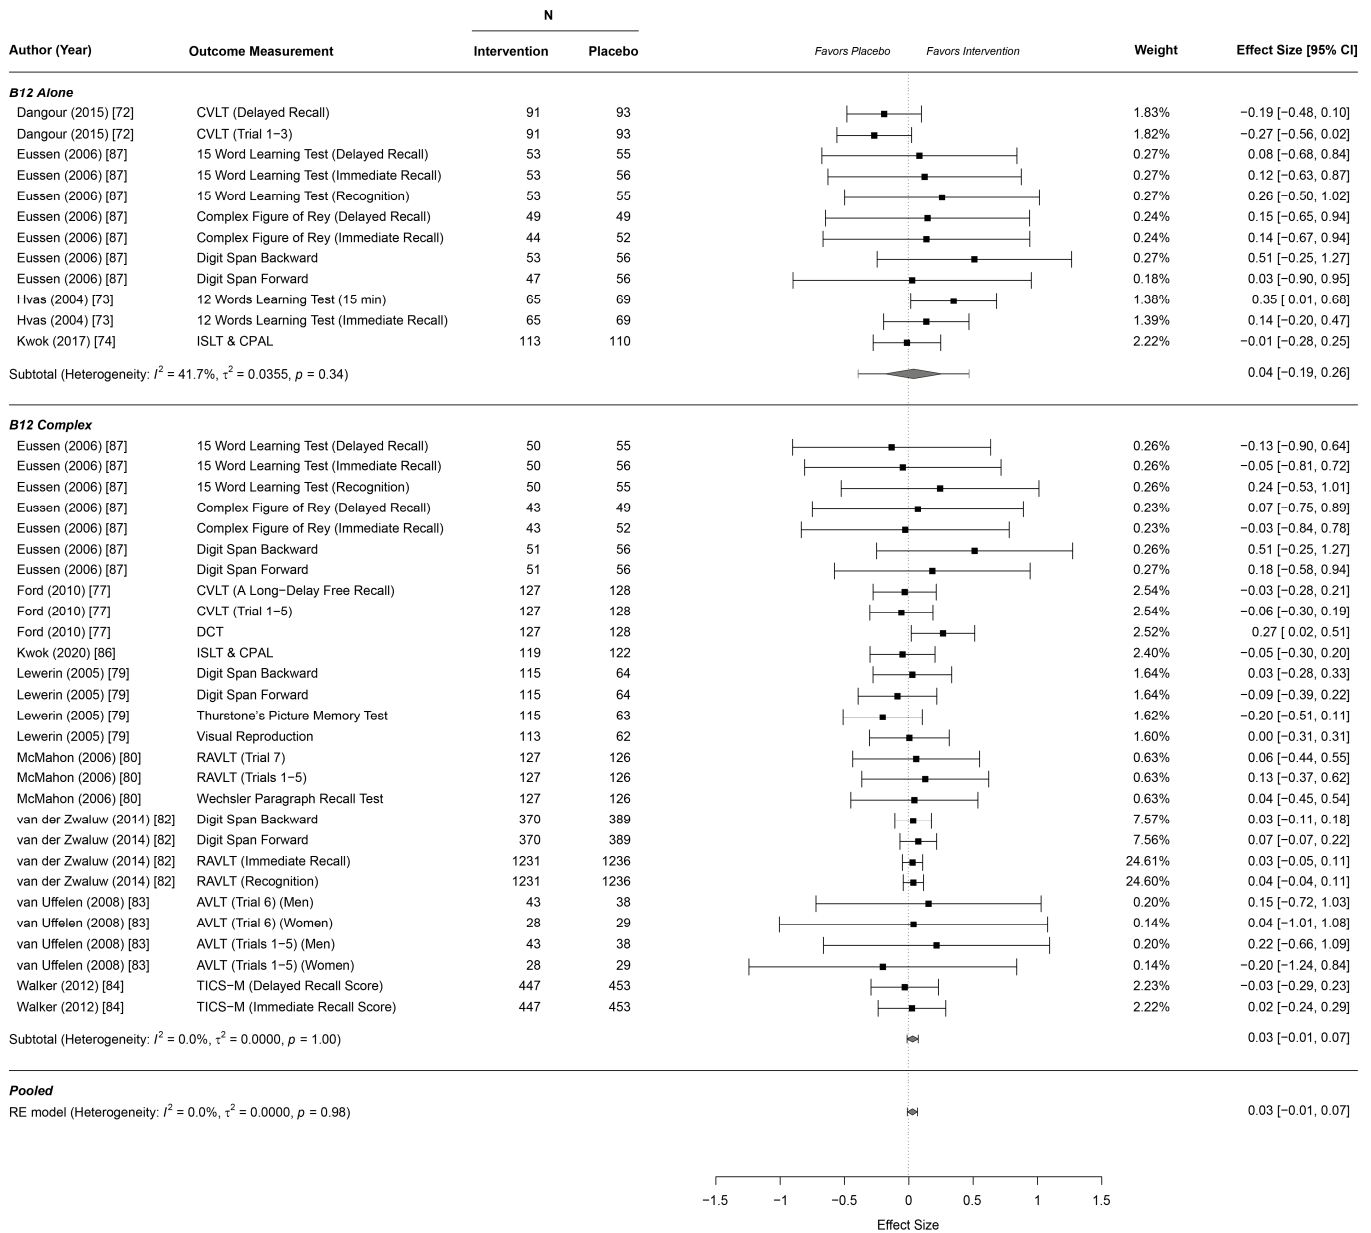 N
Author (Year) Outcome Measurement Intervention Placebo Favors Placebo Favors Intervention Weight Effect Size [95% CI]
B12 Alone
Dangour (2015) [72] CVLT (Delayed Recall) 91 93 1.83% −0.19 [−0.48, 0.10]
Dangour (2015) [72] CVLT (Trial 1−3) 91 93 1.82% −0.27 [−0.56, 0.02]
Eussen (2006) [87] 15 Word Learning Test (Delayed Recall) 53 55 0.27% 0.08 [−0.68, 0.84]
Eussen (2006) [87] 15 Word Learning Test (Immediate Recall) 53 56 0.27% 0.12 [−0.63, 0.87]
Eussen (2006) [87] 15 Word Learning Test (Recognition) 53 55 0.27% 0.26 [−0.50, 1.02]
Eussen (2006) [87] Complex Figure of Rey (Delayed Recall) 49 49 0.24% 0.15 [−0.65, 0.94]
Eussen (2006) [87] Complex Figure of Rey (Immediate Recall) 44 52 0.24% 0.14 [−0.67, 0.94]
Eussen (2006) [87] Digit Span Backward 53 56 0.27% 0.51 [−0.25, 1.27]
Eussen (2006) [87] Digit Span Forward 47 56 0.18% 0.03 [−0.90, 0.95]
Hvas (2004) [73] 12 Words Learning Test (15 min) 65 69 1.38% 0.35 [ 0.01, 0.68]
Hvas (2004) [73] 12 Words Learning Test (Immediate Recall) 65 69 1.39% 0.14 [−0.20, 0.47]
Kwok (2017) [74] ISLT & CPAL 113 110 2.22% −0.01 [−0.28, 0.25]
Subtotal (Heterogeneity: I² = 41.7%, τ² = 0.0355, p = 0.34) 0.04 [−0.19, 0.26]
B12 Complex
Eussen (2006) [87] 15 Word Learning Test (Delayed Recall) 50 55 0.26% −0.13 [−0.90, 0.64]
Eussen (2006) [87] 15 Word Learning Test (Immediate Recall) 50 56 0.26% −0.05 [−0.81, 0.72]
Eussen (2006) [87] 15 Word Learning Test (Recognition) 50 55 0.26% 0.24 [−0.53, 1.01]
Eussen (2006) [87] Complex Figure of Rey (Delayed Recall) 43 49 0.23% 0.07 [−0.75, 0.89]
Eussen (2006) [87] Complex Figure of Rey (Immediate Recall) 43 52 0.23% −0.03 [−0.84, 0.78]
Eussen (2006) [87] Digit Span Backward 51 56 0.26% 0.51 [−0.25, 1.27]
Eussen (2006) [87] Digit Span Forward 51 56 0.27% 0.18 [−0.58, 0.94]
Ford (2010) [77] CVLT (A Long−Delay Free Recall) 127 128 2.54% −0.03 [−0.28, 0.21]
Ford (2010) [77] CVLT (Trial 1−5) 127 128 2.54% −0.06 [−0.30, 0.19]
Ford (2010) [77] DCT 127 128 2.52% 0.27 [ 0.02, 0.51]
Kwok (2020) [86] ISLT & CPAL 119 122 2.40% −0.05 [−0.30, 0.20]
Lewerin (2005) [79] Digit Span Backward 115 64 1.64% 0.03 [−0.28, 0.33]
Lewerin (2005) [79] Digit Span Forward 115 64 1.64% −0.09 [−0.39, 0.22]
Lewerin (2005) [79] Thurstone's Picture Memory Test 115 63 1.62% −0.20 [−0.51, 0.11]
Lewerin (2005) [79] Visual Reproduction 113 62 1.60% 0.00 [−0.31, 0.31]
McMahon (2006) [80] RAVLT (Trial 7) 127 126 0.63% 0.06 [−0.44, 0.55]
McMahon (2006) [80] RAVLT (Trials 1−5) 127 126 0.63% 0.13 [−0.37, 0.62]
McMahon (2006) [80] Wechsler Paragraph Recall Test 127 126 0.63% 0.04 [−0.45, 0.54]
van der Zwaluw (2014) [82] Digit Span Backward 370 389 7.57% 0.03 [−0.11, 0.18]
van der Zwaluw (2014) [82] Digit Span Forward 370 389 7.56% 0.07 [−0.07, 0.22]
van der Zwaluw (2014) [82] RAVLT (Immediate Recall) 1231 1236 24.61% 0.03 [−0.05, 0.11]
van der Zwaluw (2014) [82] RAVLT (Recognition) 1231 1236 24.60% 0.04 [−0.04, 0.11]
van Uffelen (2008) [83] AVLT (Trial 6) (Men) 43 38 0.20% 0.15 [−0.72, 1.03]
van Uffelen (2008) [83] AVLT (Trial 6) (Women) 28 29 0.14% 0.04 [−1.01, 1.08]
van Uffelen (2008) [83] AVLT (Trials 1−5) (Men) 43 38 0.20% 0.22 [−0.66, 1.09]
van Uffelen (2008) [83] AVLT (Trials 1−5) (Women) 28 29 0.14% −0.20 [−1.24, 0.84]
Walker (2012) [84] TICS−M (Delayed Recall Score) 447 453 2.23% −0.03 [−0.29, 0.23]
Walker (2012) [84] TICS−M (Immediate Recall Score) 447 453 2.22% 0.02 [−0.24, 0.29]
Subtotal (Heterogeneity: I² = 0.0%, τ² = 0.0000, p = 1.00) 0.03 [−0.01, 0.07]
Pooled
RE model (Heterogeneity: I² = 0.0%, τ² = 0.0000, p = 0.98) 0.03 [−0.01, 0.07]
−1.5 −1 −0.5 0 0.5 1 1.5
Effect Size